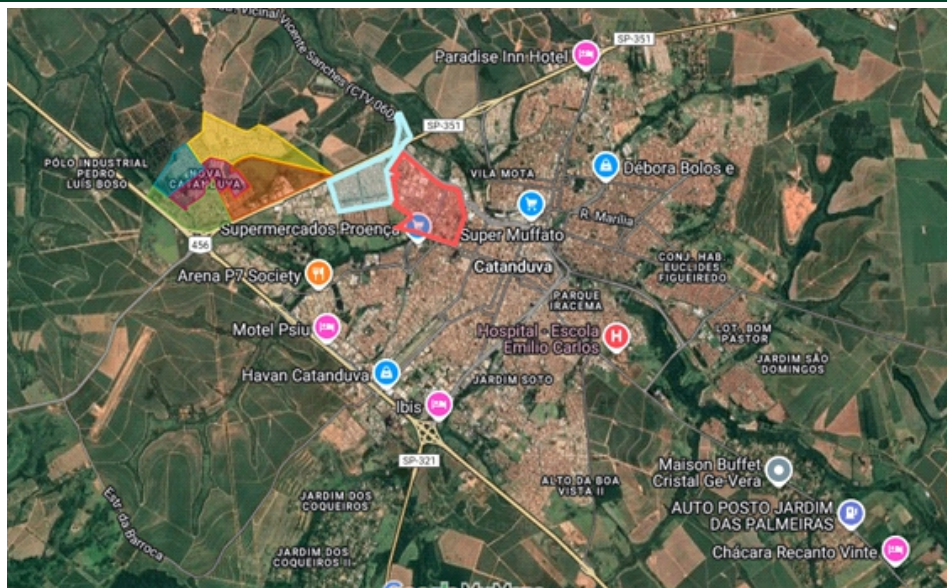 Vicinal Vicente Sanches (CTV-060)
SP-351
Paradise Inn Hotel
SP-351
PÓLO INDUSTRIAL
PEDRO
LUÍS BOSO
NOVA
CATANDUVA
VILA MOTA
Débora Bolos e
R. Marília
456
Supermercados Proença
Super Muffato
Catanduva
CONJ. HAB.
EUCLIDES
FIGUEIREDO
Arena P7 Society
PARQUE
IRACEMA
Motel Psiu
Hospital - Escola
Emílio Carlos
LOT. BOM
PASTOR
JARDIM SÃO
DOMINGOS
Havan Catanduva
JARDIM SOTO
Ibis
SP-321
Maison Buffet
Cristal Ge-Vera
ALTO DA BOA
VISTA II
JARDIM DOS
COQUEIROS
Estr. da Barroca
AUTO POSTO JARDIM
DAS PALMEIRAS
JARDIM DOS
COQUEIROS II
Chácara Recanto Vinte